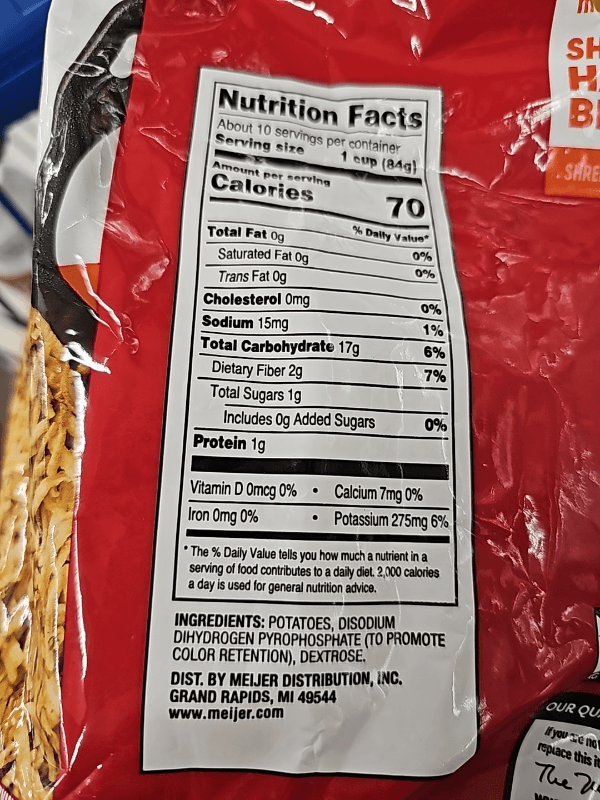 Nutrition Facts
About 10 servings per container
Serving size 1 cup (84g)
Amount per serving
Calories 70
% Daily Value*
Total Fat 0g 0%
Saturated Fat 0g 0%
Trans Fat 0g
Cholesterol 0mg 0%
Sodium 15mg 1%
Total Carbohydrate 17g 6%
Dietary Fiber 2g 7%
Total Sugars 1g
Includes 0g Added Sugars 0%
Protein 1g
Vitamin D 0mcg 0% • Calcium 7mg 0%
Iron 0mg 0% • Potassium 275mg 6%
* The % Daily Value tells you how much a nutrient in a
serving of food contributes to a daily diet. 2,000 calories
a day is used for general nutrition advice.
INGREDIENTS: POTATOES, DISODIUM
DIHYDROGEN PYROPHOSPHATE (TO PROMOTE
COLOR RETENTION), DEXTROSE.
DIST. BY MEIJER DISTRIBUTION, INC.
GRAND RAPIDS, MI 49544
www.meijer.com
OUR
If you are
replace this
The